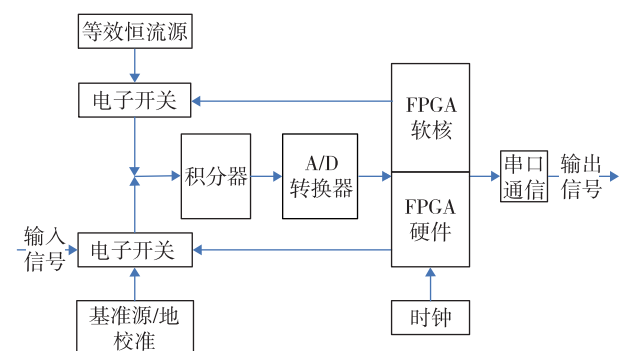 等效恒流源
电子开关
FPGA
软核
积分器
A/D
转换器
串口
通信
输出
信号
FPGA
硬件
输入
信号
电子开关
基准源/地
校准
时钟